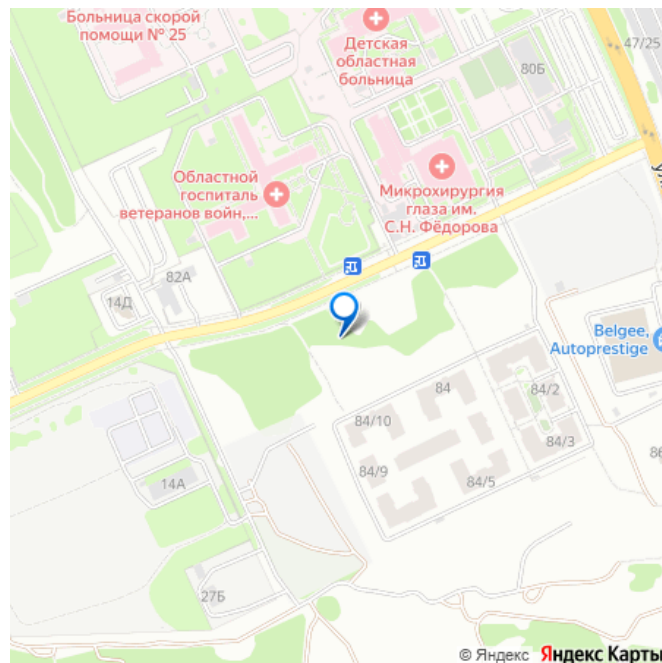 Больница скорой
помощи № 25
Детская
областная
больница
47/25
80Б
Областной
госпиталь
ветеранов войн,...
Микрохирургия
глаза им.
С.Н. Фёдорова
82А
14Д
Belgee,
Autoprestige
84/10
84
84/2
84/3
84/9
84/5
86
14А
27Б
© Яндекс Яндекс Карты